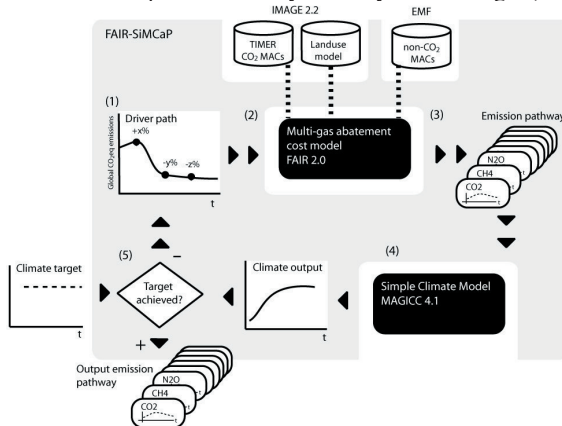 IMAGE 2.2
EMF
FAIR-SiMCaP
TIMER
CO2 MACs
Landuse
model
non-CO2
MACs
(1)
Driver path
(2)
(3)
Emission pathway
Global CO2eq emissions
+x%
-y%
-z%
t
Multi-gas abatement
cost model
FAIR 2.0
N2O
CH4
CO2
t
(5)
(4)
Climate target
t
Target
achieved?
−
+
Climate output
t
Simple Climate Model
MAGICC 4.1
Output emission
pathway
N2O
CH4
CO2
t